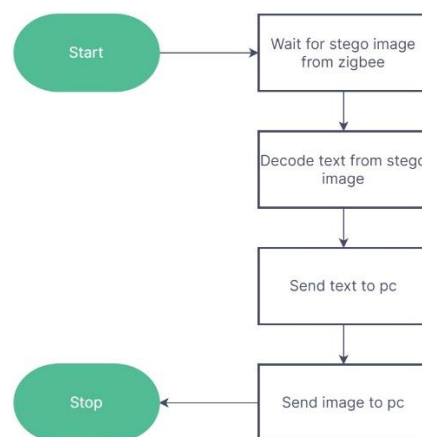 Start
Wait for stego image
from zigbee
Decode text from stego
image
Send text to pc
Send image to pc
Stop